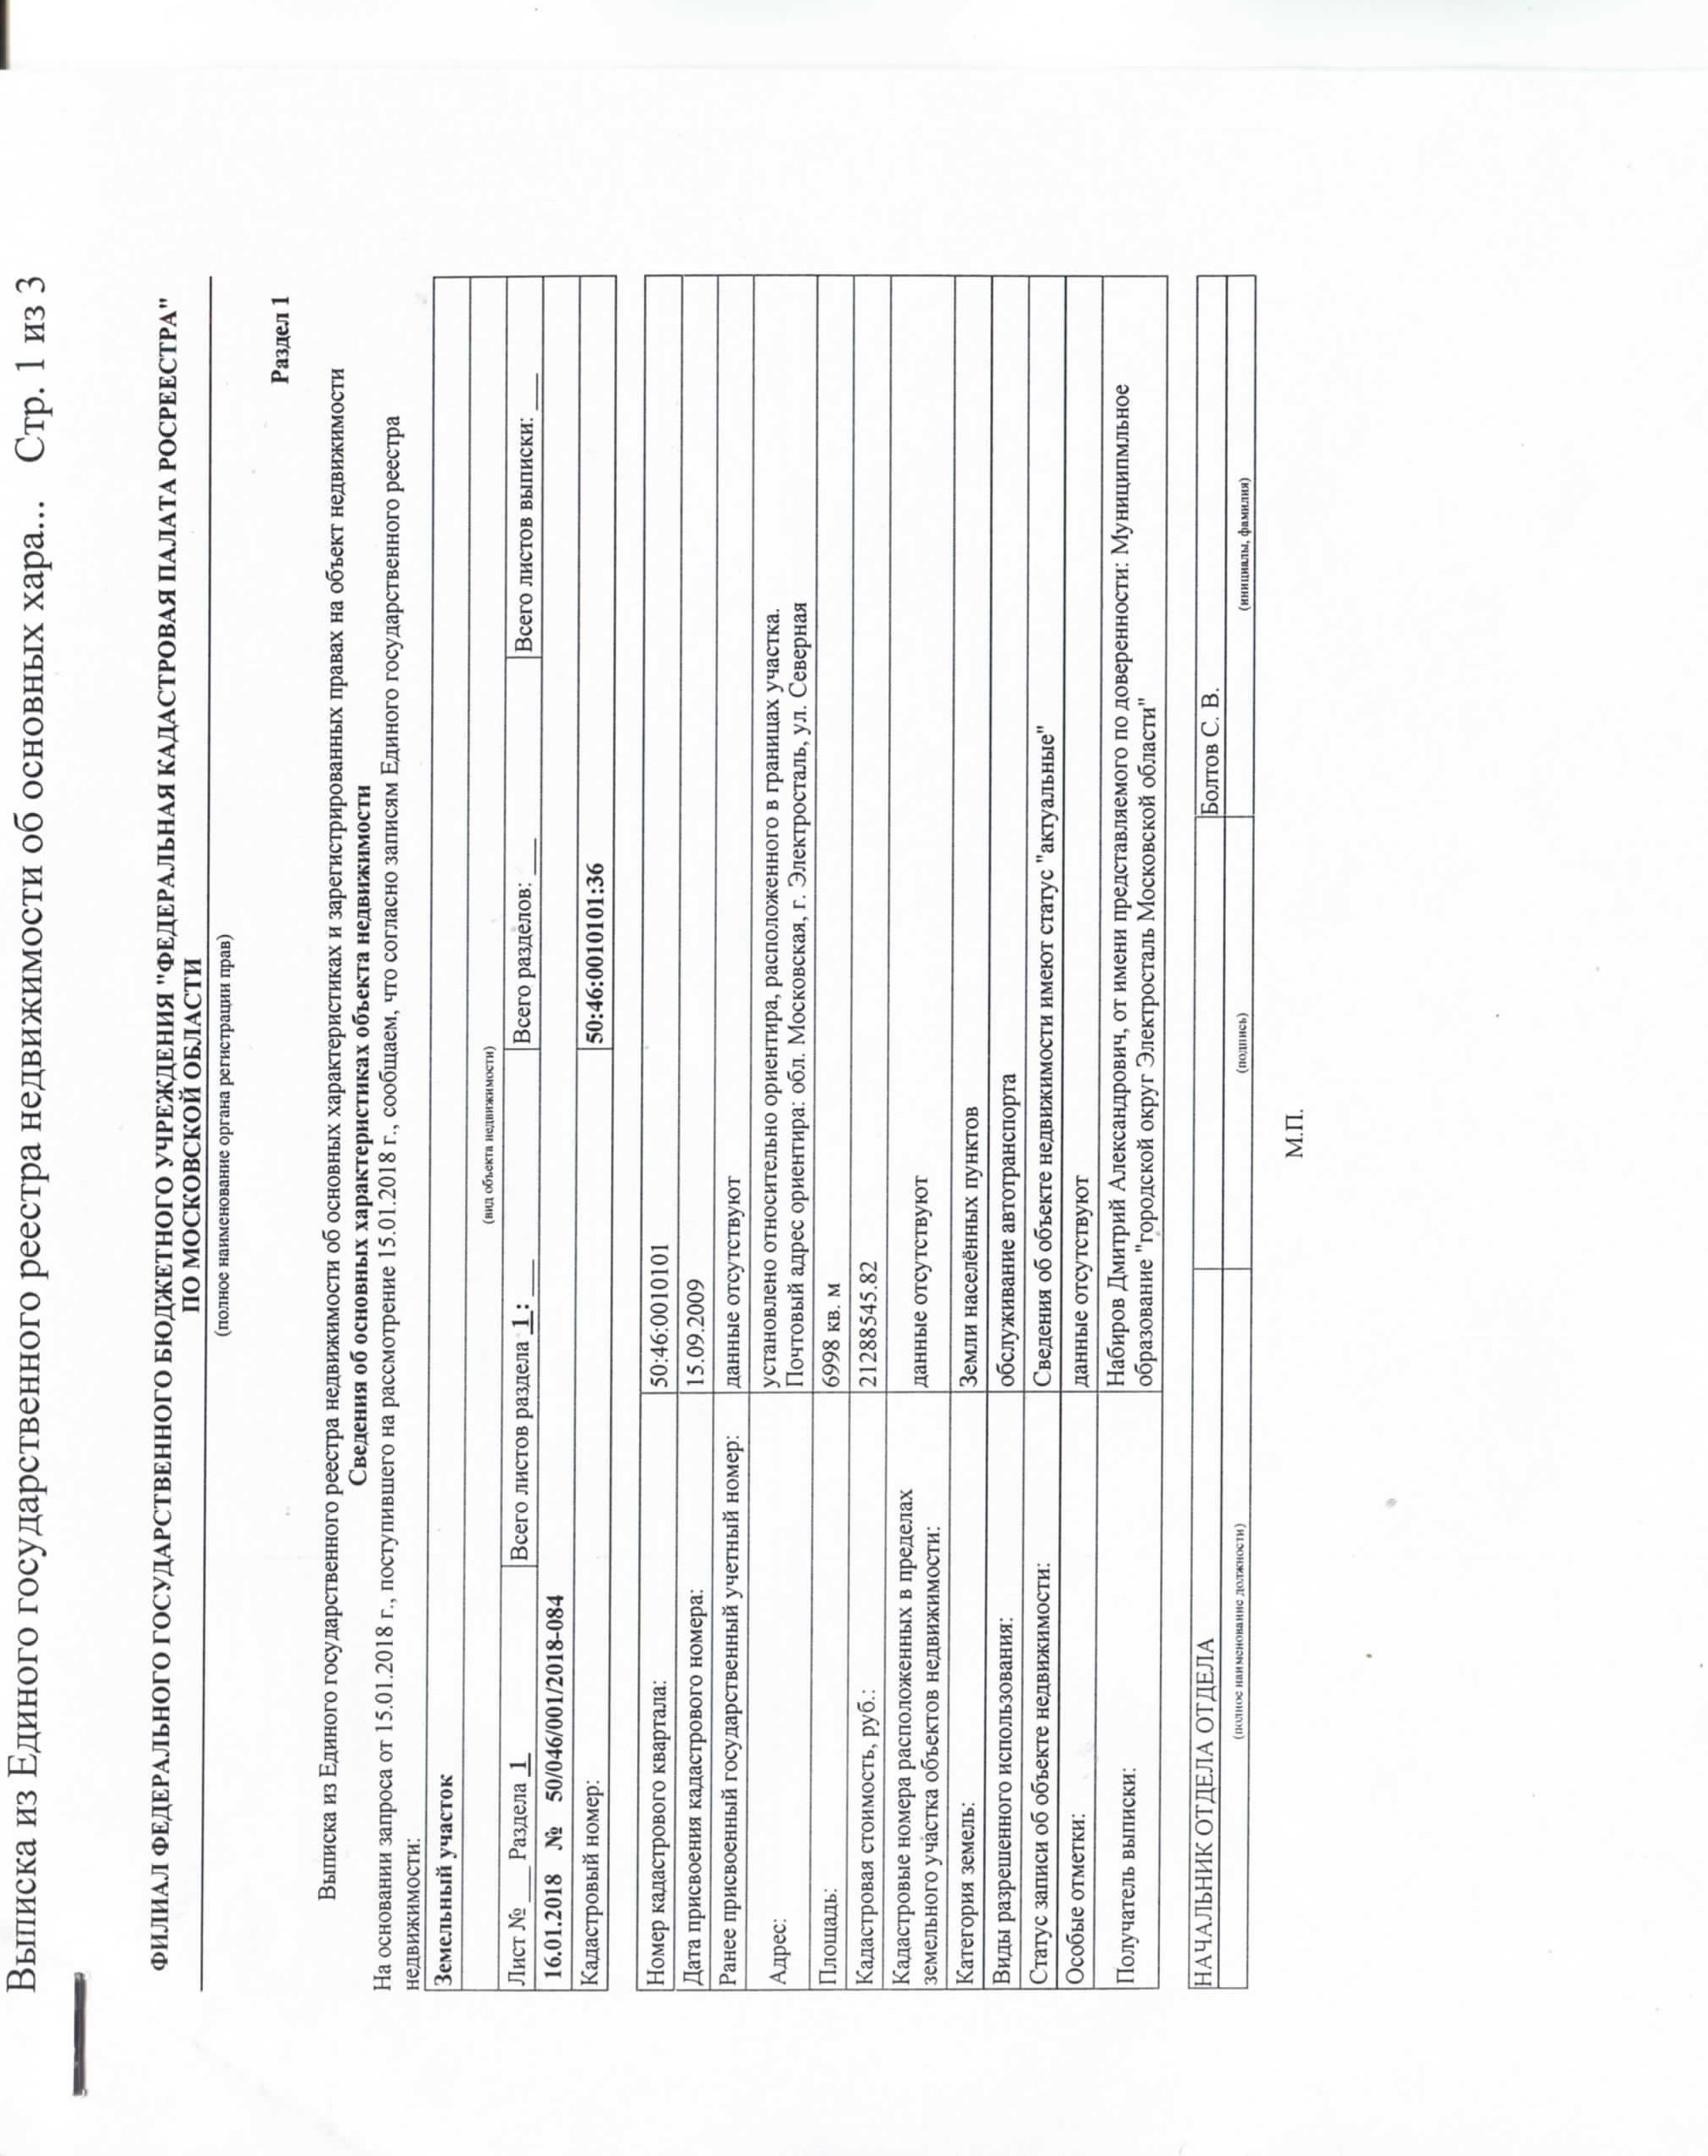 Выписка из Единого государственного реестра недвижимости об основных хара... Стр. 1 из 3
ФИЛИАЛ ФЕДЕРАЛЬНОГО ГОСУДАРСТВЕННОГО БЮДЖЕТНОГО УЧРЕЖДЕНИЯ "ФЕДЕРАЛЬНАЯ КАДАСТРОВАЯ ПАЛАТА РОСРЕЕСТРА"
ПО МОСКОВСКОЙ ОБЛАСТИ
(полное наименование органа регистрации прав)
Раздел 1
Выписка из Единого государственного реестра недвижимости об основных характеристиках и зарегистрированных правах на объект недвижимости
Сведения об основных характеристиках объекта недвижимости
На основании запроса от 15.01.2018 г., поступившего на рассмотрение 15.01.2018 г., сообщаем, что согласно записям Единого государственного реестра
недвижимости:
Земельный участок
(вид объекта недвижимости)
Лист № ___ Раздела 1 Всего листов раздела 1 : ___ Всего разделов: ___ Всего листов выписки: ___
16.01.2018 № 50/046/001/2018-084
Кадастровый номер: 50:46:0010101:36
Номер кадастрового квартала: 50:46:0010101
Дата присвоения кадастрового номера: 15.09.2009
Ранее присвоенный государственный учетный номер: данные отсутствуют
Адрес: установлено относительно ориентира, расположенного в границах участка.
Почтовый адрес ориентира: обл. Московская, г. Электросталь, ул. Северная
Площадь: 6998 кв. м
Кадастровая стоимость, руб.: 21288545.82
Кадастровые номера расположенных в пределах
земельного участка объектов недвижимости: данные отсутствуют
Категория земель: Земли населённых пунктов
Виды разрешенного использования: обслуживание автотранспорта
Статус записи об объекте недвижимости: Сведения об объекте недвижимости имеют статус "актуальные"
Особые отметки: данные отсутствуют
Получатель выписки: Набиров Дмитрий Александрович, от имени представляемого по доверенности: Муниципмльное
образование "городской округ Электросталь Московской области"
НАЧАЛЬНИК ОТДЕЛА ОТДЕЛА Болтов С. В.
(полное наименование должности) (подпись) (инициалы, фамилия)
М.П.